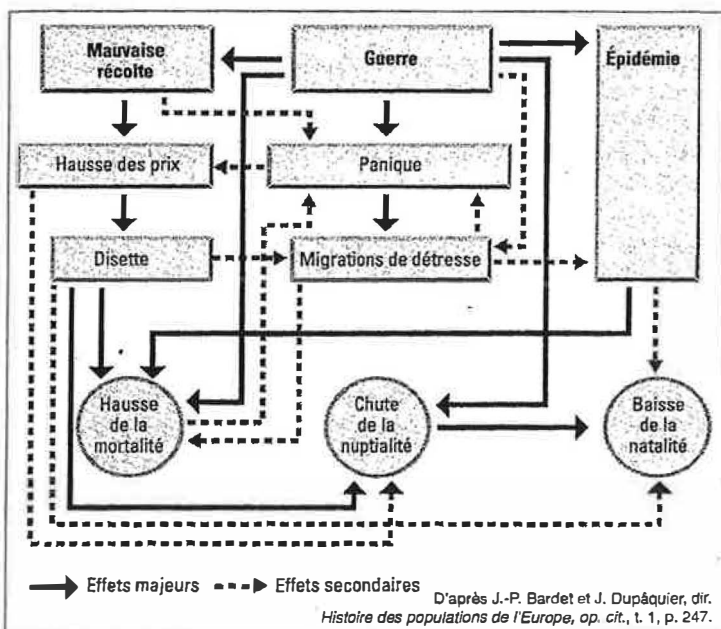 Mauvaise
récolte
Guerre
Épidémie
Hausse des prix
Panique
Disette
Migrations de détresse
Hausse
de la
mortalité
Chute
de la
nuptialité
Baisse
de la
natalité
Effets majeurs
Effets secondaires
D'après J.-P. Bardet et J. Dupâquier, dir.
Histoire des populations de l'Europe, op. cit., t. 1, p. 247.